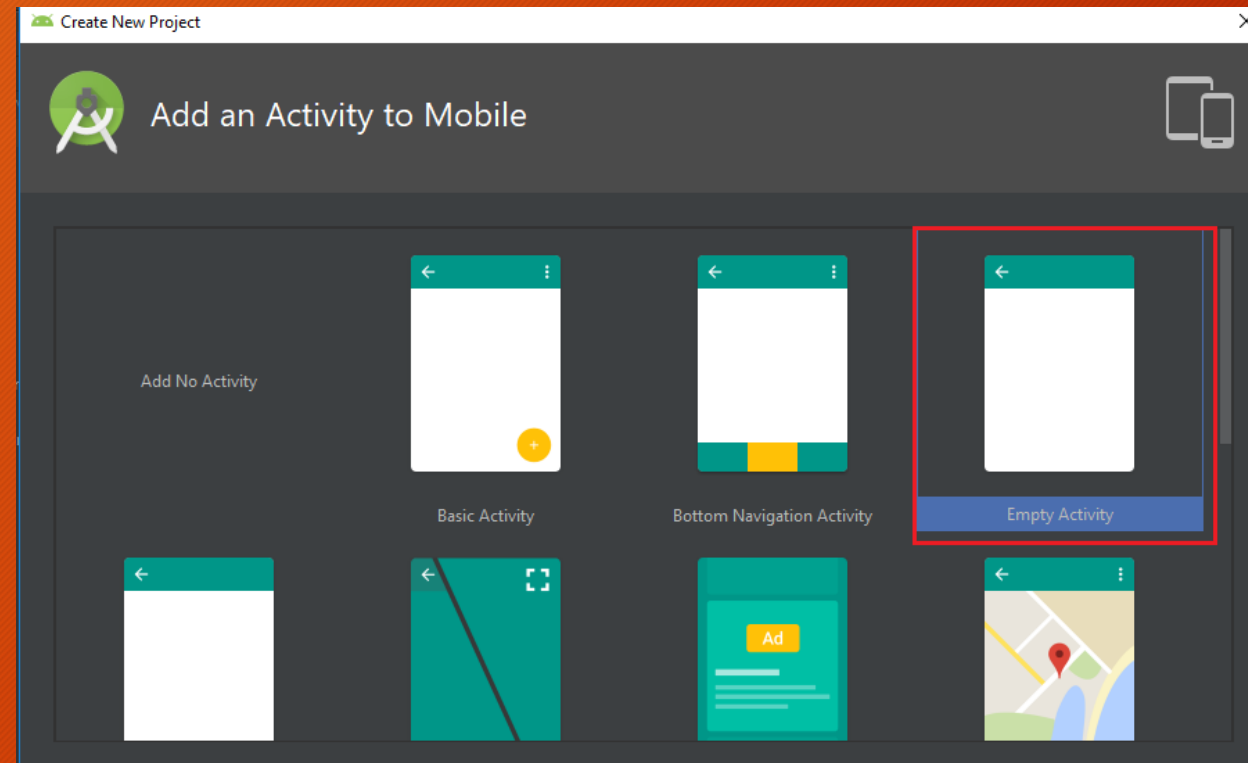 Create New Project
Add an Activity to Mobile
Add No Activity
Basic Activity
Bottom Navigation Activity
Empty Activity
Ad